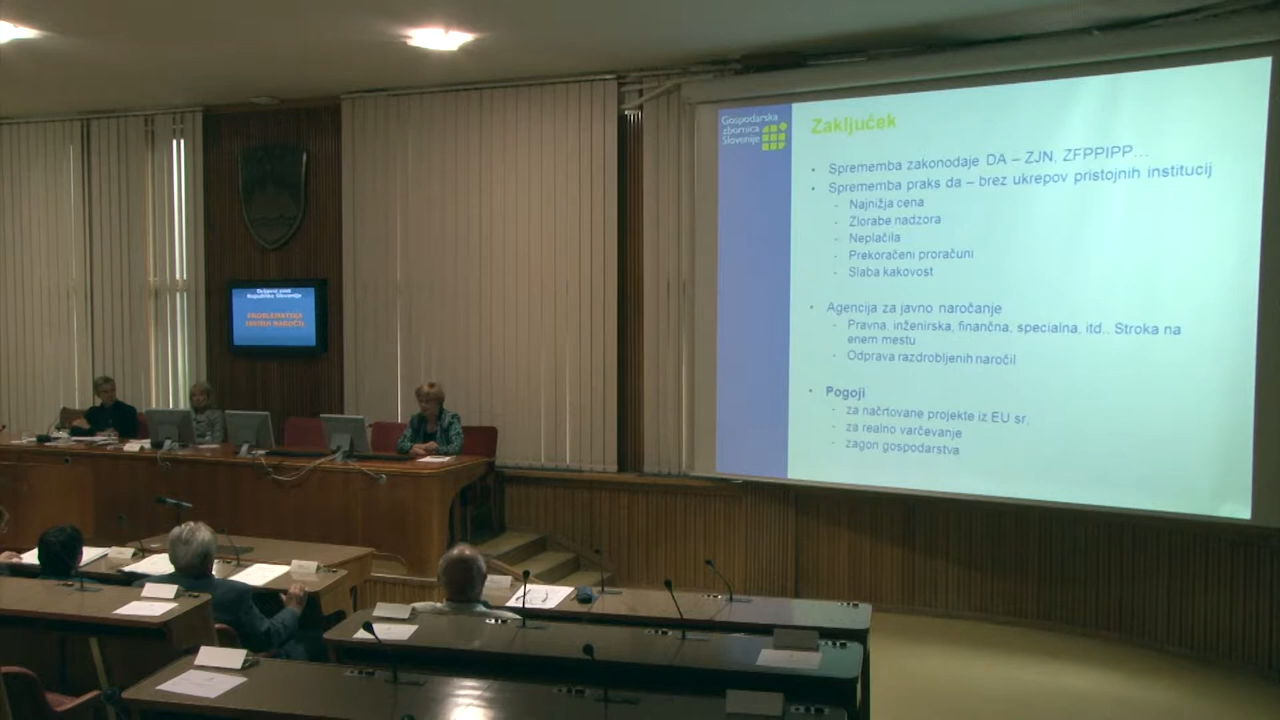 Državni svet
Republike Slovenije
PROBLEMATIKA
JAVNIH NAROČIL
Gospodarska
zbornica
Slovenije
Zaključek
• Sprememba zakonodaje DA – ZJN, ZFPPIPP…
• Sprememba praks da – brez ukrepov pristojnih institucij
- Najnižja cena
- Zlorabe nadzora
- Neplačila
- Prekoračeni proračuni
- Slaba kakovost
• Agencija za javno naročanje
- Pravna, inženirska, finančna, specialna, itd.. Stroka na
enem mestu
- Odprava razdrobljenih naročil
• Pogoji
- za načrtovane projekte iz EU sr,
- za realno varčevanje
- zagon gospodarstva